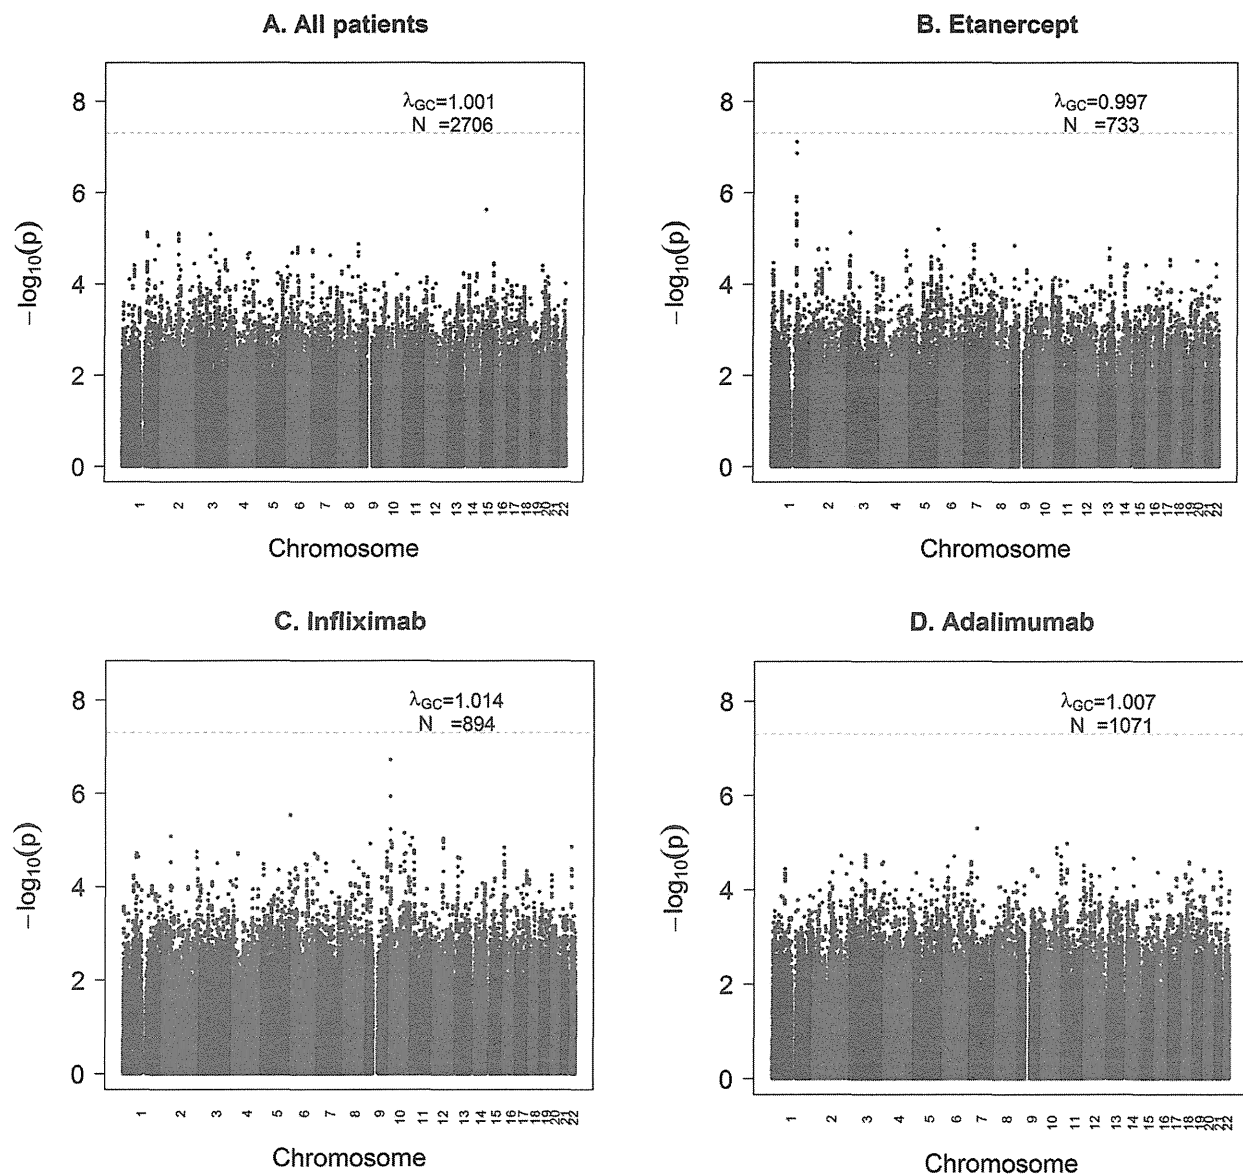 A. All patients
λGC=1.001
N =2706
8
6
4
2
0
−log10(p)
1 2 3 4 5 6 7 8 9 10 11 12 13 14 15 16 17 18 19 20 21 22
Chromosome
B. Etanercept
λGC=0.997
N =733
8
6
4
2
0
−log10(p)
1 2 3 4 5 6 7 8 9 10 11 12 13 14 15 16 17 18 19 20 21 22
Chromosome
C. Infliximab
λGC=1.014
N =894
8
6
4
2
0
−log10(p)
1 2 3 4 5 6 7 8 9 10 11 12 13 14 15 16 17 18 19 20 21 22
Chromosome
D. Adalimumab
λGC=1.007
N =1071
8
6
4
2
0
−log10(p)
1 2 3 4 5 6 7 8 9 10 11 12 13 14 15 16 17 18 19 20 21 22
Chromosome